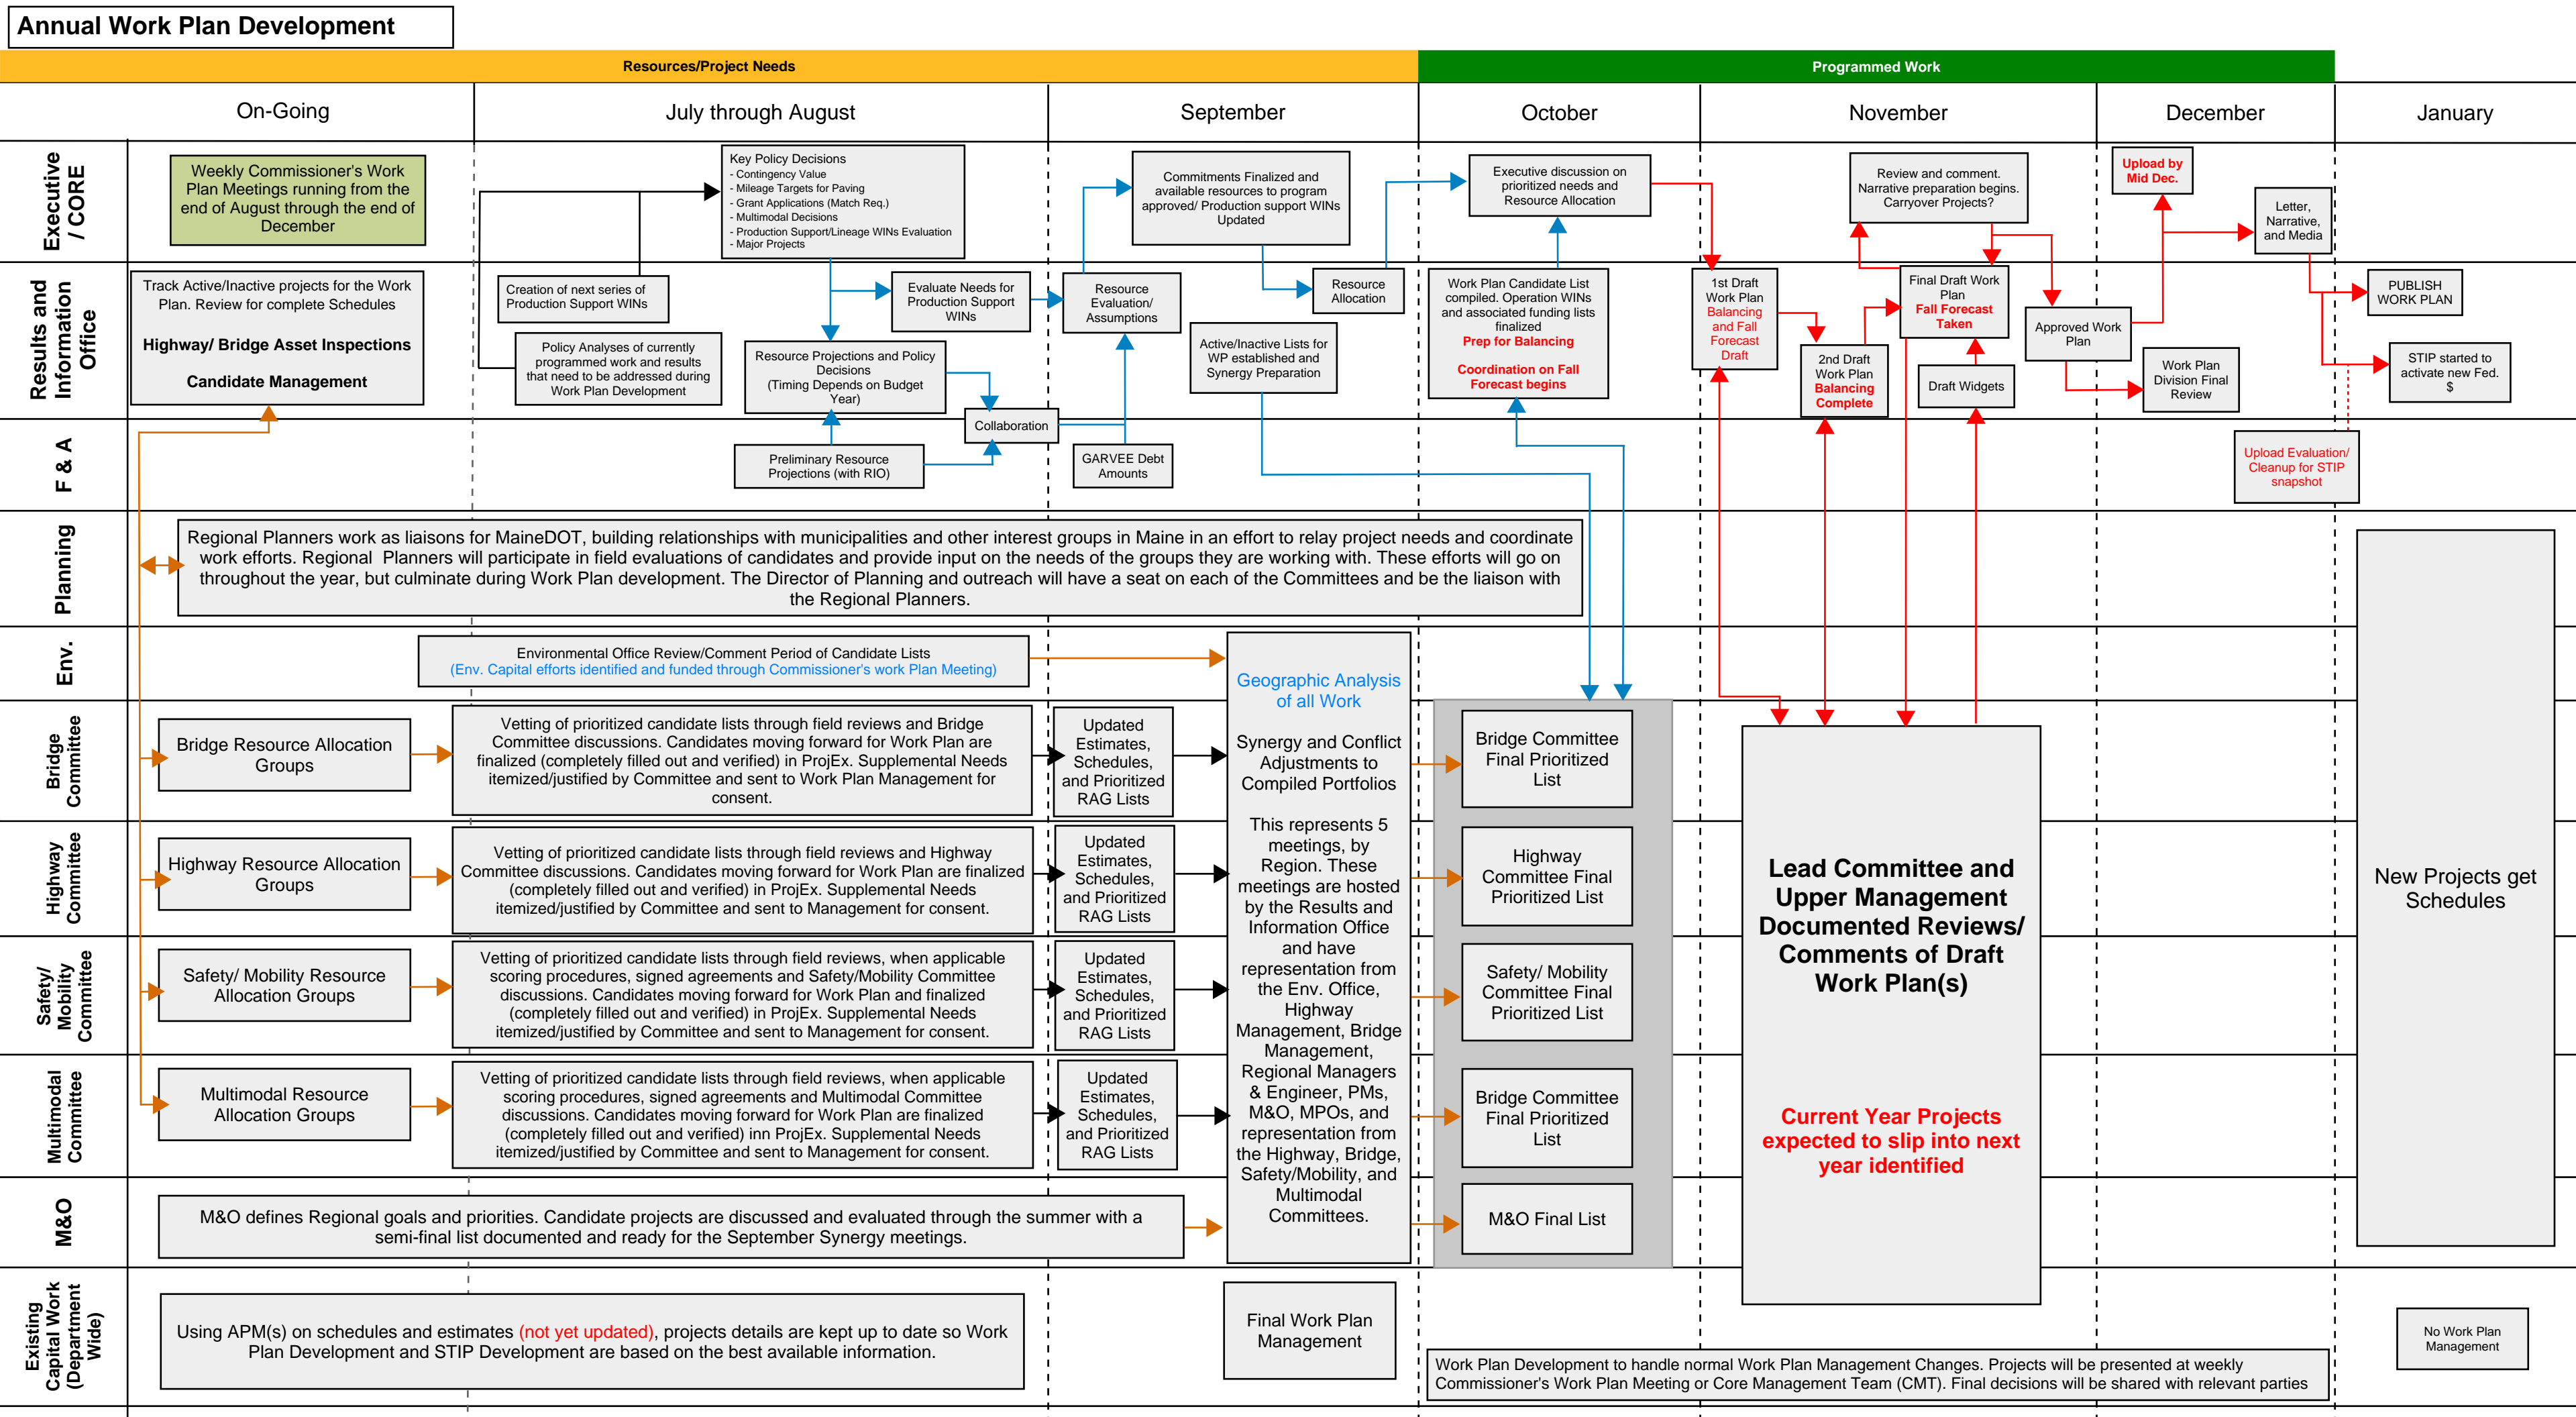 Annual Work Plan Development
Resources/Project Needs
Programmed Work
On-Going
July through August
September
October
November
December
January
Executive
/ CORE
Weekly Commissioner's Work
Plan Meetings running from the
end of August through the end of
December
Key Policy Decisions
- Contingency Value
- Mileage Targets for Paving
- Grant Applications (Match Req.)
- Multimodal Decisions
- Production Support/Lineage WINs Evaluation
- Major Projects
Commitments Finalized and
available resources to program
approved/ Production support WINs
Updated
Executive discussion on
prioritized needs and
Resource Allocation
Review and comment.
Narrative preparation begins.
Carryover Projects?
Upload by
Mid Dec.
Letter,
Narrative,
and Media
Results and
Information
Office
Track Active/Inactive projects for the Work
Plan. Review for complete Schedules
Highway/ Bridge Asset Inspections
Candidate Management
Creation of next series of
Production Support WINs
Policy Analyses of currently
programmed work and results
that need to be addressed during
Work Plan Development
Evaluate Needs for
Production Support
WINs
Resource Projections and Policy
Decisions
(Timing Depends on Budget
Year)
Collaboration
Resource
Evaluation/
Assumptions
Active/Inactive Lists for
WP established and
Synergy Preparation
Resource
Allocation
Work Plan Candidate List
compiled. Operation WINs
and associated funding lists
finalized
Prep for Balancing
Coordination on Fall
Forecast begins
1st Draft
Work Plan
Balancing
and Fall
Forecast
Draft
2nd Draft
Work Plan
Balancing
Complete
Final Draft Work
Plan
Fall Forecast
Taken
Draft Widgets
Approved Work
Plan
Work Plan
Division Final
Review
PUBLISH
WORK PLAN
STIP started to
activate new Fed.
$
F & A
Preliminary Resource
Projections (with RIO)
GARVEE Debt
Amounts
Upload Evaluation/
Cleanup for STIP
snapshot
Planning
Regional Planners work as liaisons for MaineDOT, building relationships with municipalities and other interest groups in Maine in an effort to relay project needs and coordinate
work efforts. Regional  Planners will participate in field evaluations of candidates and provide input on the needs of the groups they are working with. These efforts will go on
throughout the year, but culminate during Work Plan development. The Director of Planning and outreach will have a seat on each of the Committees and be the liaison with
the Regional Planners.
Env.
Environmental Office Review/Comment Period of Candidate Lists
(Env. Capital efforts identified and funded through Commissioner's work Plan Meeting)
Geographic Analysis
of all Work
Synergy and Conflict
Adjustments to
Compiled Portfolios
This represents 5
meetings, by
Region. These
meetings are hosted
by the Results and
Information Office
and have
representation from
the Env. Office,
Highway
Management, Bridge
Management,
Regional Managers
& Engineer, PMs,
M&O, MPOs, and
representation from
the Highway, Bridge,
Safety/Mobility, and
Multimodal
Committees.
Bridge
Committee
Bridge Resource Allocation
Groups
Vetting of prioritized candidate lists through field reviews and Bridge
Committee discussions. Candidates moving forward for Work Plan are
finalized (completely filled out and verified) in ProjEx. Supplemental Needs
itemized/justified by Committee and sent to Work Plan Management for
consent.
Updated
Estimates,
Schedules,
and Prioritized
RAG Lists
Bridge Committee
Final Prioritized
List
Lead Committee and
Upper Management
Documented Reviews/
Comments of Draft
Work Plan(s)
Current Year Projects
expected to slip into next
year identified
New Projects get
Schedules
Highway
Committee
Highway Resource Allocation
Groups
Vetting of prioritized candidate lists through field reviews and Highway
Committee discussions. Candidates moving forward for Work Plan are finalized
(completely filled out and verified) in ProjEx. Supplemental Needs
itemized/justified by Committee and sent to Management for consent.
Updated
Estimates,
Schedules,
and Prioritized
RAG Lists
Highway
Committee Final
Prioritized List
Safety/
Mobility
Committee
Safety/ Mobility Resource
Allocation Groups
Vetting of prioritized candidate lists through field reviews, when applicable
scoring procedures, signed agreements and Safety/Mobility Committee
discussions. Candidates moving forward for Work Plan and finalized
(completely filled out and verified) in ProjEx. Supplemental Needs
itemized/justified by Committee and sent to Management for consent.
Updated
Estimates,
Schedules,
and Prioritized
RAG Lists
Safety/ Mobility
Committee Final
Prioritized List
Multimodal
Committee
Multimodal Resource
Allocation Groups
Vetting of prioritized candidate lists through field reviews, when applicable
scoring procedures, signed agreements and Multimodal Committee
discussions. Candidates moving forward for Work Plan are finalized
(completely filled out and verified) inn ProjEx. Supplemental Needs
itemized/justified by Committee and sent to Management for consent.
Updated
Estimates,
Schedules,
and Prioritized
RAG Lists
Bridge Committee
Final Prioritized
List
M&O
M&O defines Regional goals and priorities. Candidate projects are discussed and evaluated through the summer with a
semi-final list documented and ready for the September Synergy meetings.
M&O Final List
Existing
Capital Work
(Department
Wide)
Using APM(s) on schedules and estimates (not yet updated), projects details are kept up to date so Work
Plan Development and STIP Development are based on the best available information.
Final Work Plan
Management
Work Plan Development to handle normal Work Plan Management Changes. Projects will be presented at weekly
Commissioner's Work Plan Meeting or Core Management Team (CMT). Final decisions will be shared with relevant parties
No Work Plan
Management